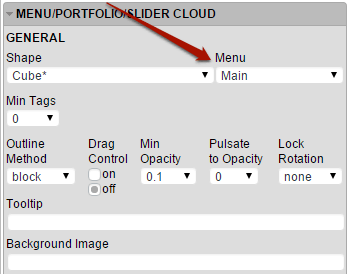 MENU/PORTFOLIO/SLIDER CLOUD
GENERAL
Shape Menu
Cube* Main
Min Tags
0
Outline Method Drag Control Min Opacity Pulsate to Opacity Lock Rotation
block on off 0.1 0 none
Tooltip
Background Image